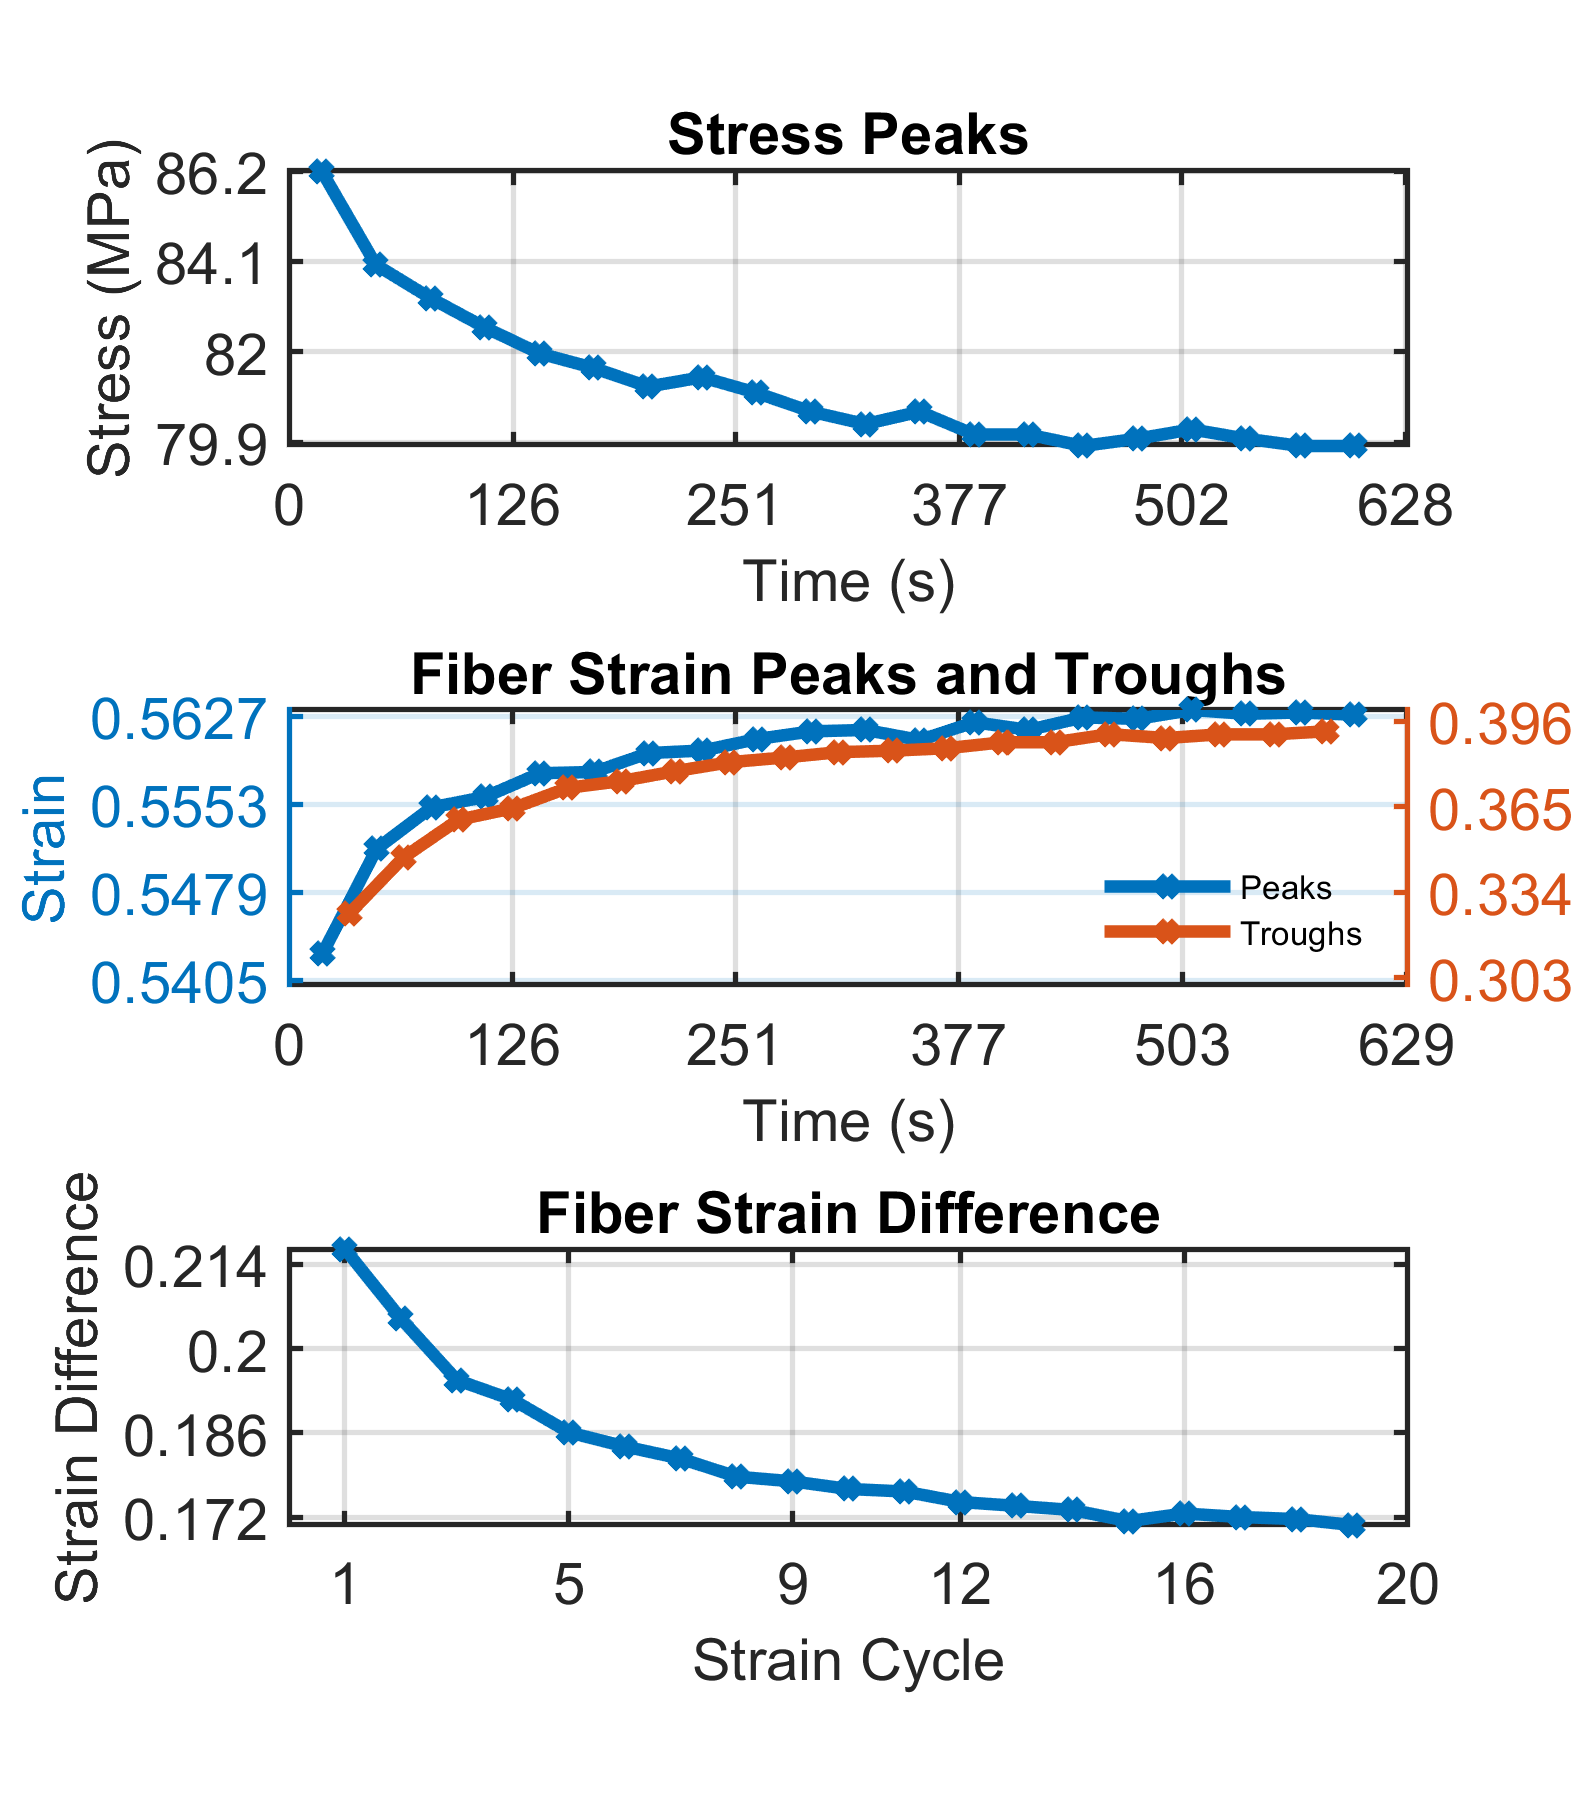 Stress Peaks
Stress (MPa)
86.2
84.1
82
79.9
0 126 251 377 502 628
Time (s)
Fiber Strain Peaks and Troughs
Strain
0.5627
0.5553
0.5479
0.5405
0.396
0.365
0.334
0.303
Peaks
Troughs
0 126 251 377 503 629
Time (s)
Fiber Strain Difference
Strain Difference
0.214
0.2
0.186
0.172
1 5 9 12 16 20
Strain Cycle